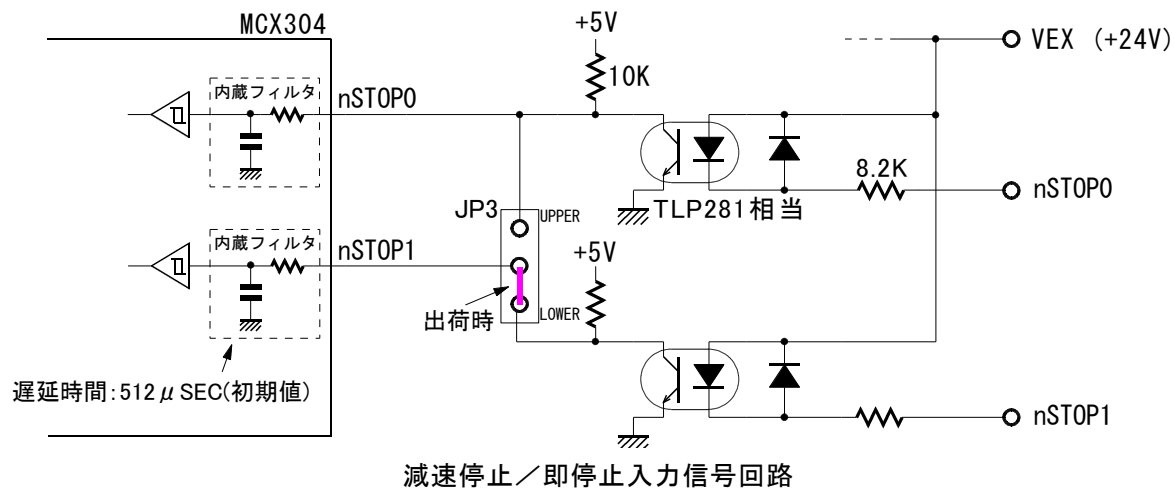 MCX304
+5V
VEX (+24V)
内蔵フィルタ
nSTOP0
10K
8.2K
nSTOP0
JP3
UPPER
TLP281相当
内蔵フィルタ
nSTOP1
+5V
出荷時
LOWER
遅延時間:512μSEC(初期値)
nSTOP1
減速停止／即停止入力信号回路